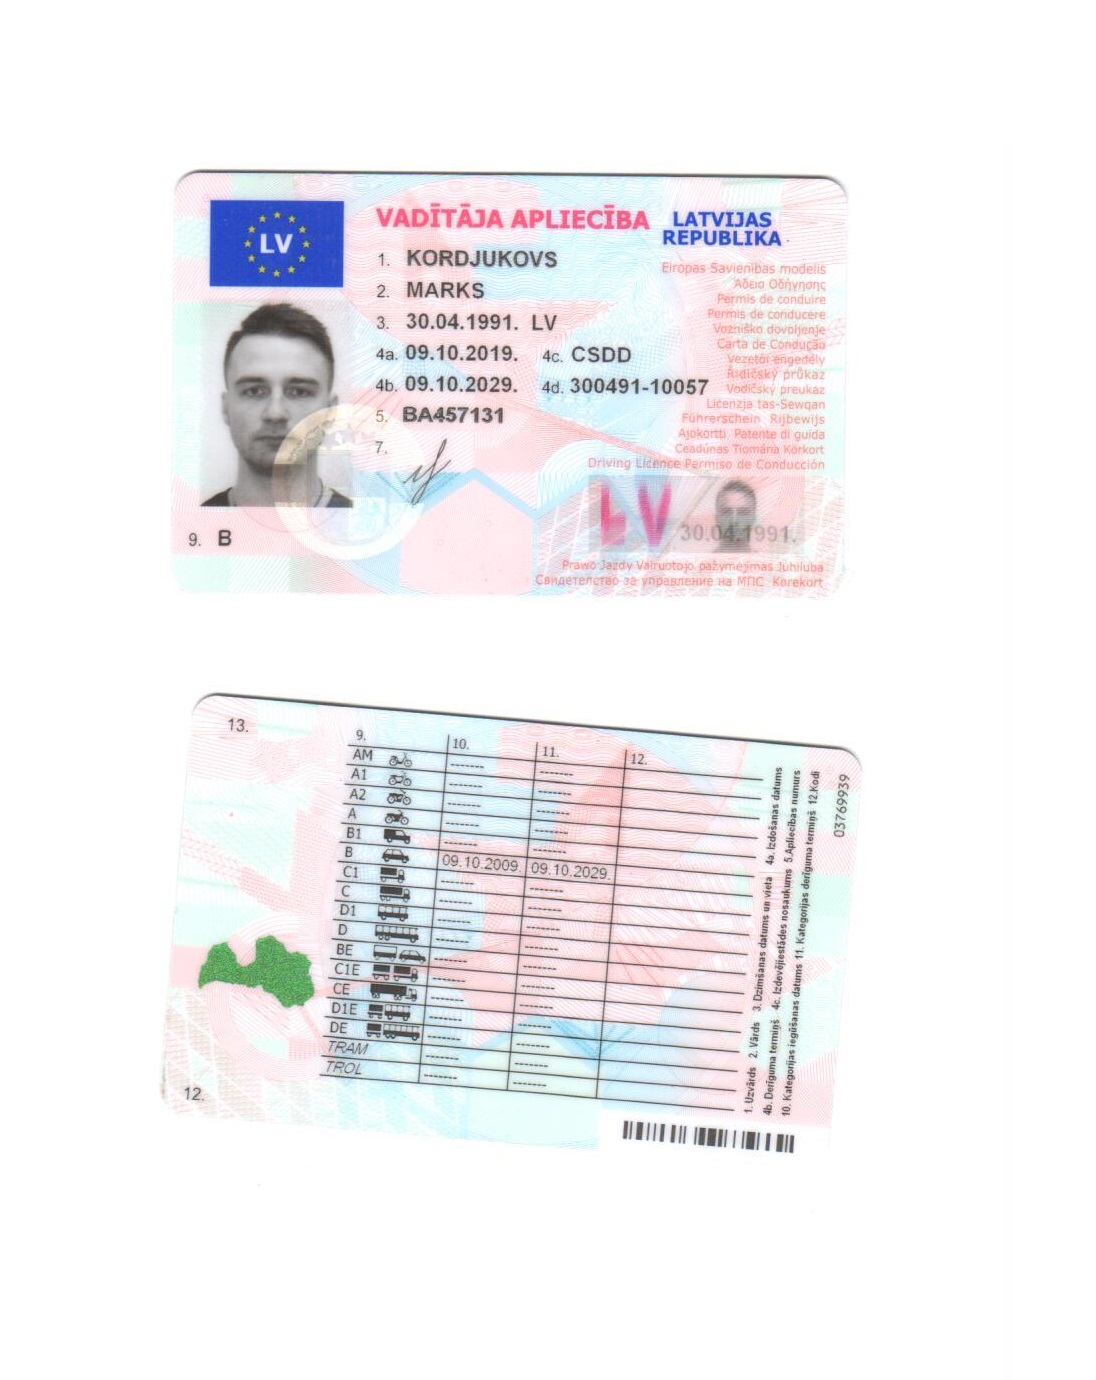 LV
VADĪTĀJA APLIECĪBA
LATVIJAS
REPUBLIKA
1. KORDJUKOVS
2. MARKS
3. 30.04.1991. LV
4a. 09.10.2019. 4c. CSDD
4b. 09.10.2029. 4d. 300491-10057
5. BA457131
7.
9. B
Eiropas Savienības modelis
Άδεια Οδήγησης
Permis de conduire
Permis de conducere
Vozniško dovoljenje
Carta de Condução
Vezetői engedély
Řidičský průkaz
Vodičský preukaz
Liċenzja tas-Sewqan
Führerschein Rijbewijs
Ajokortti Patente di guida
Ceadúnas Tiomána Körkort
Driving Licence Permiso de Conducción
LV 30.04.1991.
Prawo Jazdy Vairuotojo pažymėjimas Juhiluba
Свидетелство за управление на МПС Kørekort
13.
9. 10. 11. 12.
AM ------- -------
A1 ------- -------
A2 ------- -------
A ------- -------
B1 ------- -------
B 09.10.2009. 09.10.2029.
C1 ------- -------
C ------- -------
D1 ------- -------
D ------- -------
BE ------- -------
C1E ------- -------
CE ------- -------
D1E ------- -------
DE ------- -------
TRAM ------- -------
TROL ------- -------
12.
1. Uzvārds 2. Vārds 3. Dzimšanas datums un vieta 4a. Izdošanas datums
4b. Derīguma termiņš 4c. Izdevējiestādes nosaukums 5.Apliecības numurs
10. Kategorijas iegūšanas datums 11. Kategorijas derīguma termiņš 12.Kodi
03769939